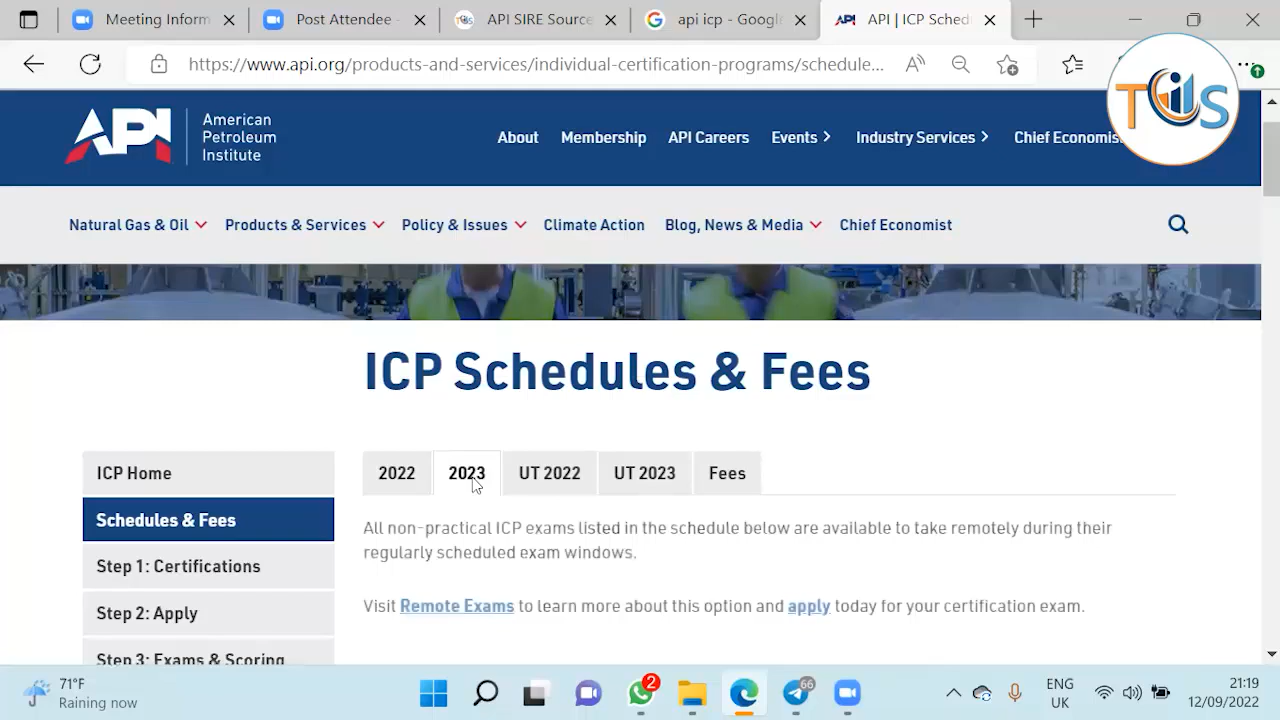 Meeting Inform
Post Attendee -
API SIRE Source
api icp - Google
API | ICP Sched
https://www.api.org/products-and-services/individual-certification-programs/schedule...
TIIS
API
American
Petroleum
Institute
About
Membership
API Careers
Events
Industry Services
Chief Economist
Natural Gas & Oil
Products & Services
Policy & Issues
Climate Action
Blog, News & Media
Chief Economist
ICP Schedules & Fees
ICP Home
Schedules & Fees
Step 1: Certifications
Step 2: Apply
Step 3: Exams & Scoring
2022
2023
UT 2022
UT 2023
Fees
All non-practical ICP exams listed in the schedule below are available to take remotely during their
regularly scheduled exam windows.
Visit Remote Exams to learn more about this option and apply today for your certification exam.
71°F
Raining now
2
66
ENG
UK
21:19
12/09/2022